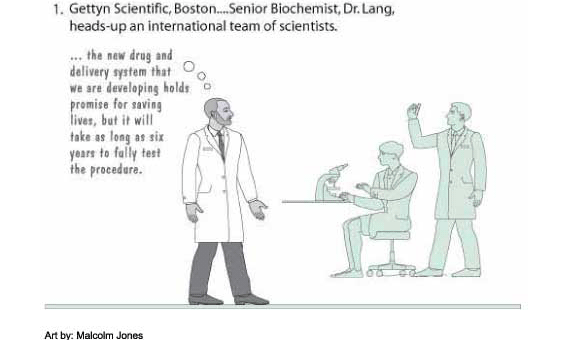 1. Gettyn Scientific, Boston....Senior Biochemist, Dr. Lang,
heads-up an international team of scientists.
... the new drug and
delivery system that
we are developing holds
promise for saving
lives, but it will
take as long as six
years to fully test
the procedure.
Art by: Malcolm Jones